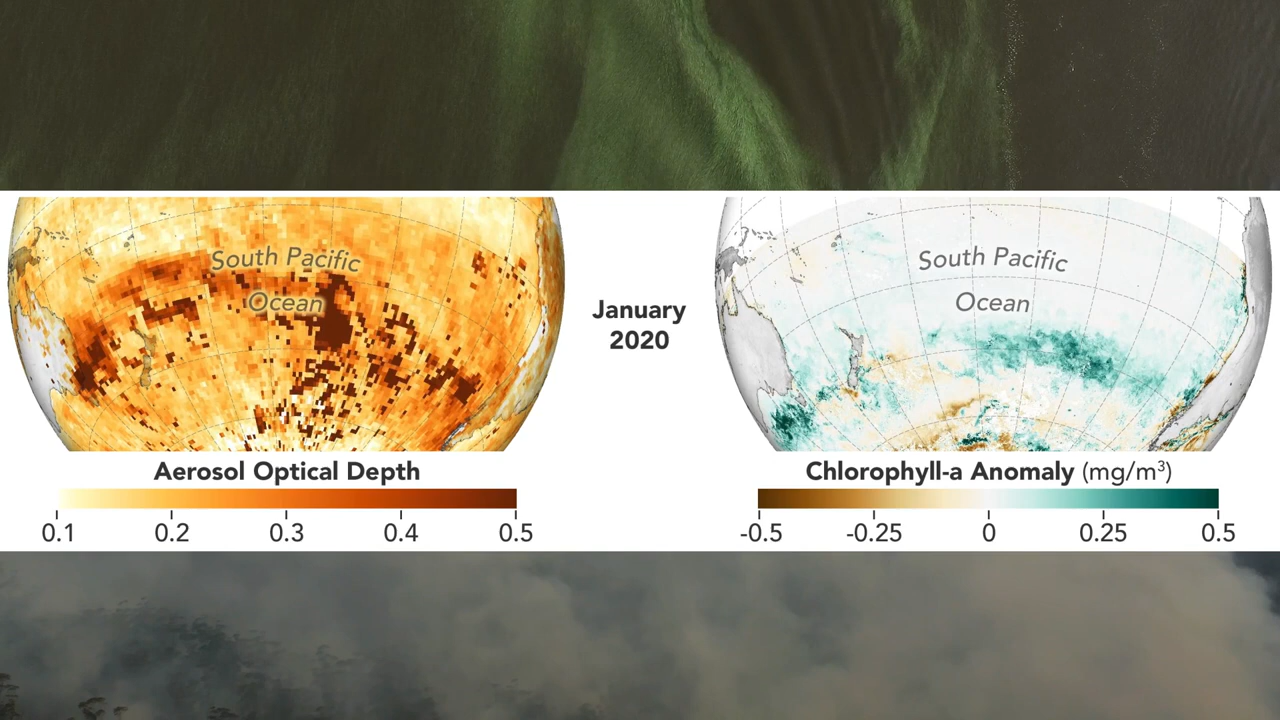 South Pacific
Ocean
January
2020
South Pacific
Ocean
Aerosol Optical Depth
0.1 0.2 0.3 0.4 0.5
Chlorophyll-a Anomaly (mg/m³)
-0.5 -0.25 0 0.25 0.5